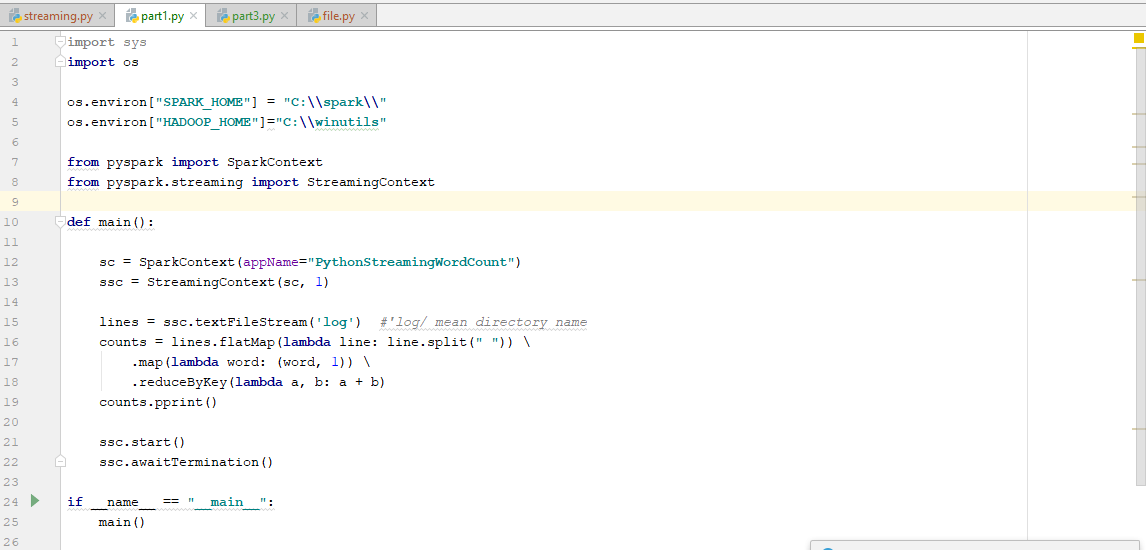 streaming.py part1.py part3.py file.py
1 import sys
2 import os
3
4 os.environ["SPARK_HOME"] = "C:\\spark\\"
5 os.environ["HADOOP_HOME"]="C:\\winutils"
6
7 from pyspark import SparkContext
8 from pyspark.streaming import StreamingContext
9
10 def main():
11
12     sc = SparkContext(appName="PythonStreamingWordCount")
13     ssc = StreamingContext(sc, 1)
14
15     lines = ssc.textFileStream('log')  #'log/ mean directory name
16     counts = lines.flatMap(lambda line: line.split(" ")) \
17         .map(lambda word: (word, 1)) \
18         .reduceByKey(lambda a, b: a + b)
19     counts.pprint()
20
21     ssc.start()
22     ssc.awaitTermination()
23
24 if __name__ == "__main__":
25     main()
26